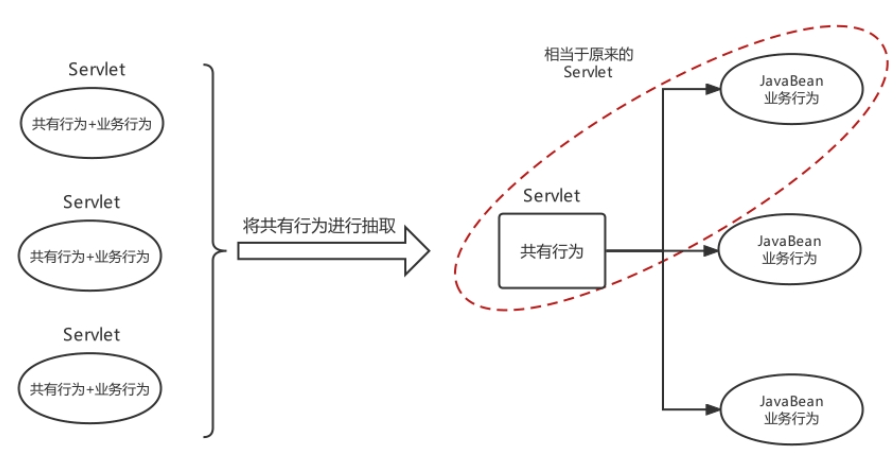 Servlet
共有行为+业务行为
Servlet
共有行为+业务行为
Servlet
共有行为+业务行为
将共有行为进行抽取
相当于原来的
Servlet
Servlet
共有行为
JavaBean
业务行为
JavaBean
业务行为
JavaBean
业务行为